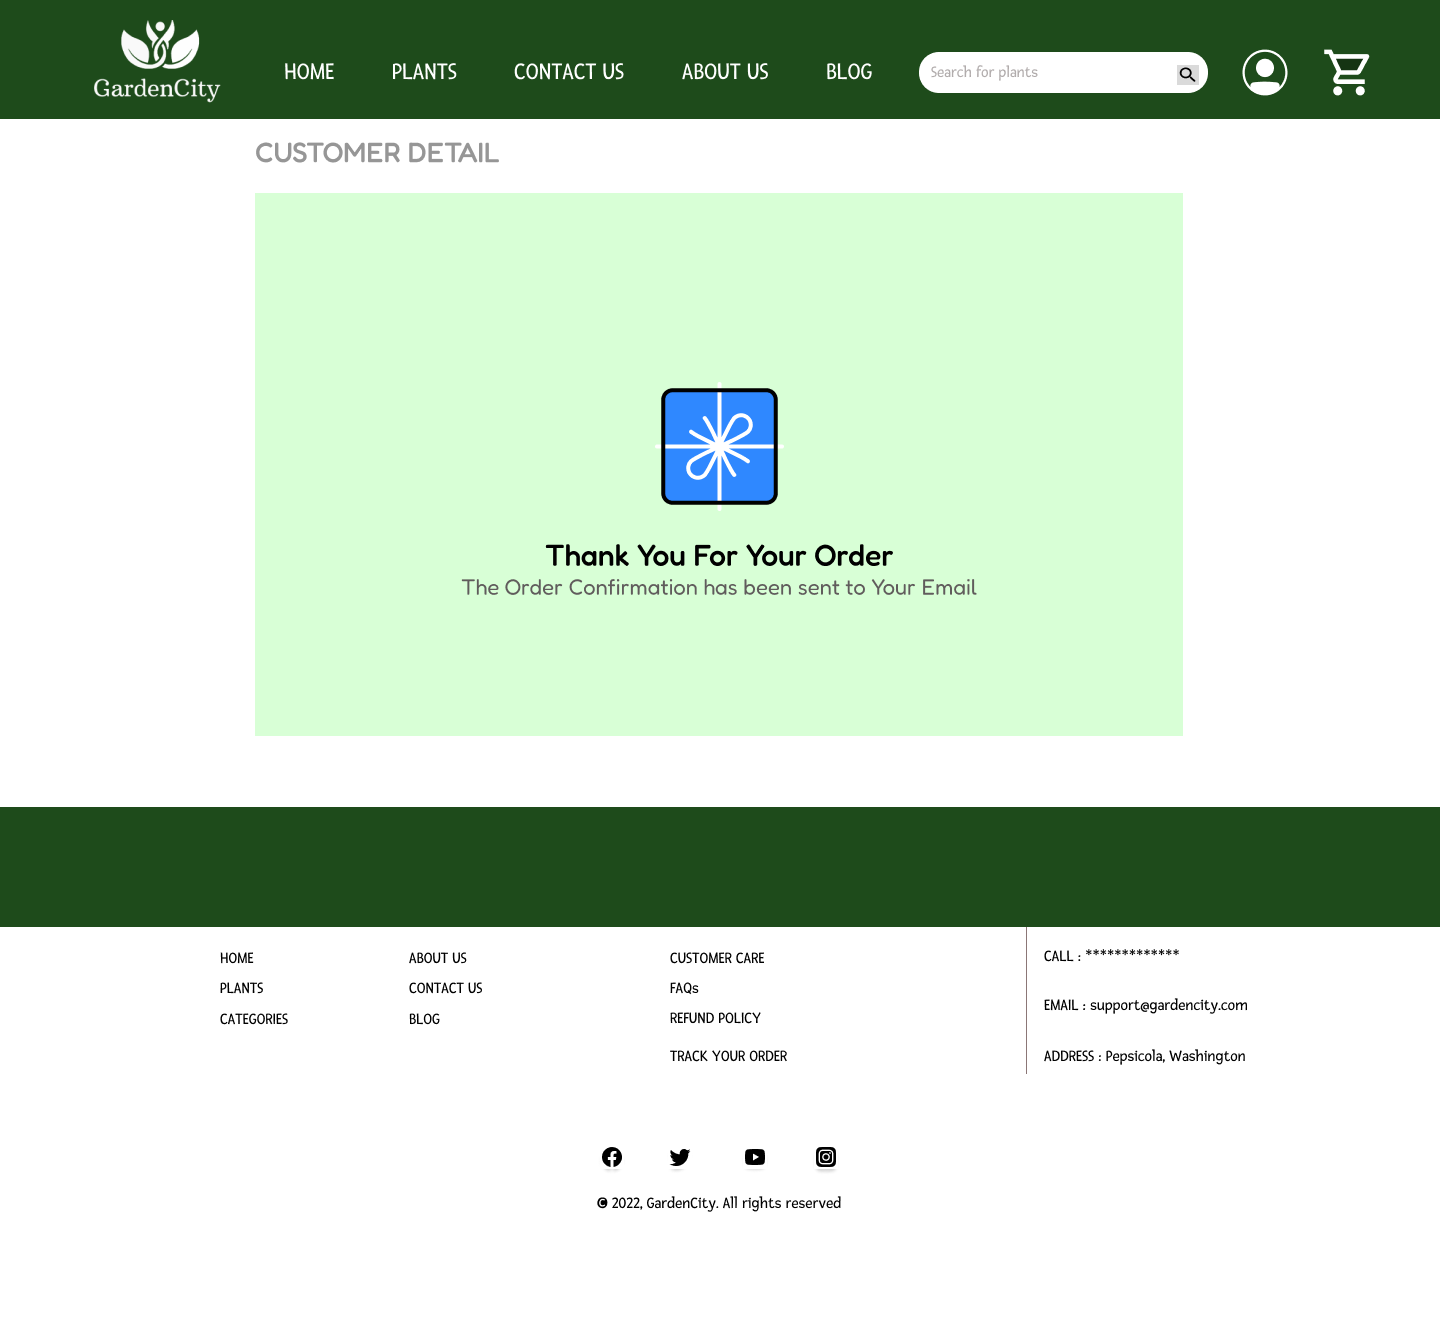 GardenCity
HOME PLANTS CONTACT US ABOUT US BLOG Search for plants
CUSTOMER DETAIL
Thank You For Your Order
The Order Confirmation has been sent to Your Email
HOME
PLANTS
CATEGORIES
ABOUT US
CONTACT US
BLOG
CUSTOMER CARE
FAQs
REFUND POLICY
TRACK YOUR ORDER
CALL : *************
EMAIL : support@gardencity.com
ADDRESS : Pepsicola, Washington
© 2022, GardenCity. All rights reserved